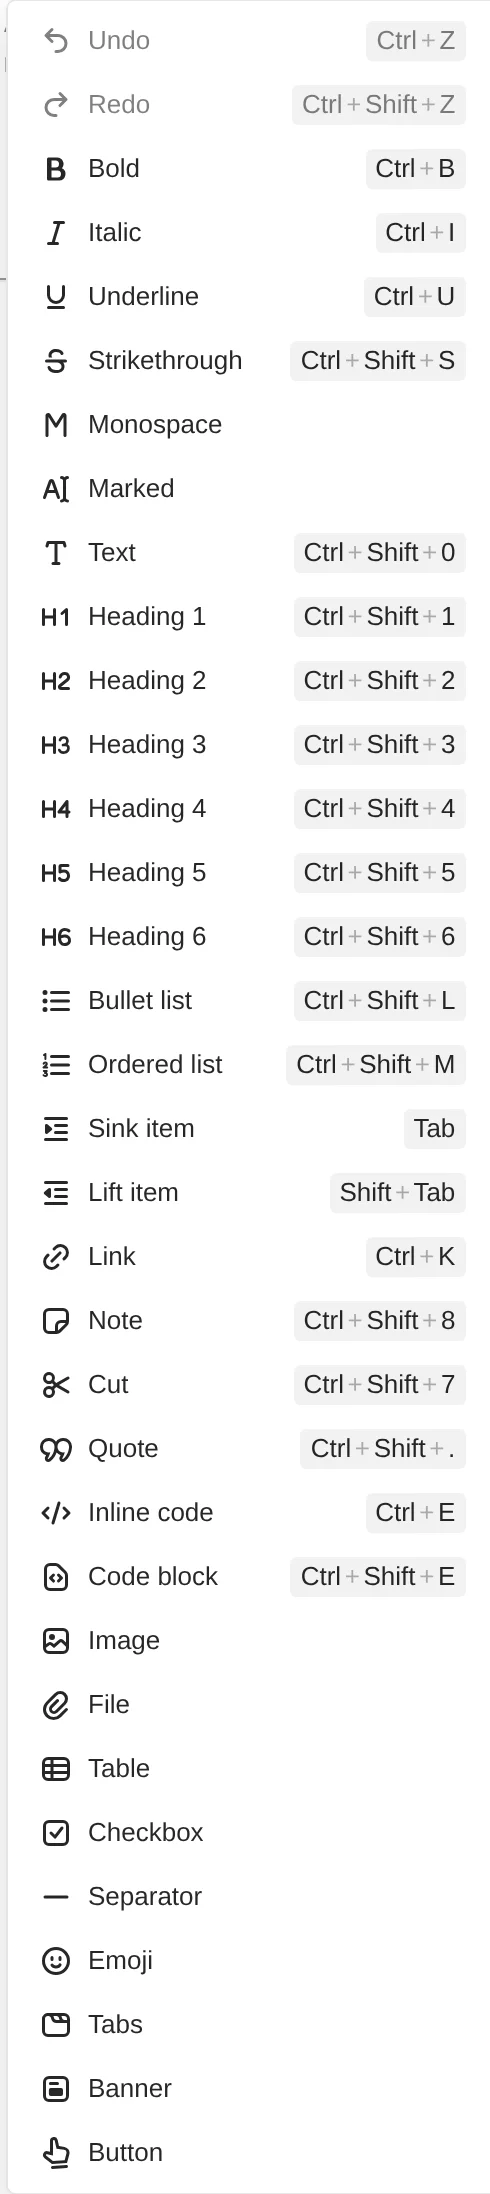 Undo Ctrl+Z
Redo Ctrl+Shift+Z
B Bold Ctrl+B
I Italic Ctrl+I
U Underline Ctrl+U
S Strikethrough Ctrl+Shift+S
M Monospace
A Marked
T Text Ctrl+Shift+0
H1 Heading 1 Ctrl+Shift+1
H2 Heading 2 Ctrl+Shift+2
H3 Heading 3 Ctrl+Shift+3
H4 Heading 4 Ctrl+Shift+4
H5 Heading 5 Ctrl+Shift+5
H6 Heading 6 Ctrl+Shift+6
Bullet list Ctrl+Shift+L
Ordered list Ctrl+Shift+M
Sink item Tab
Lift item Shift+Tab
Link Ctrl+K
Note Ctrl+Shift+8
Cut Ctrl+Shift+7
Quote Ctrl+Shift+.
</> Inline code Ctrl+E
Code block Ctrl+Shift+E
Image
File
Table
Checkbox
Separator
Emoji
Tabs
Banner
Button